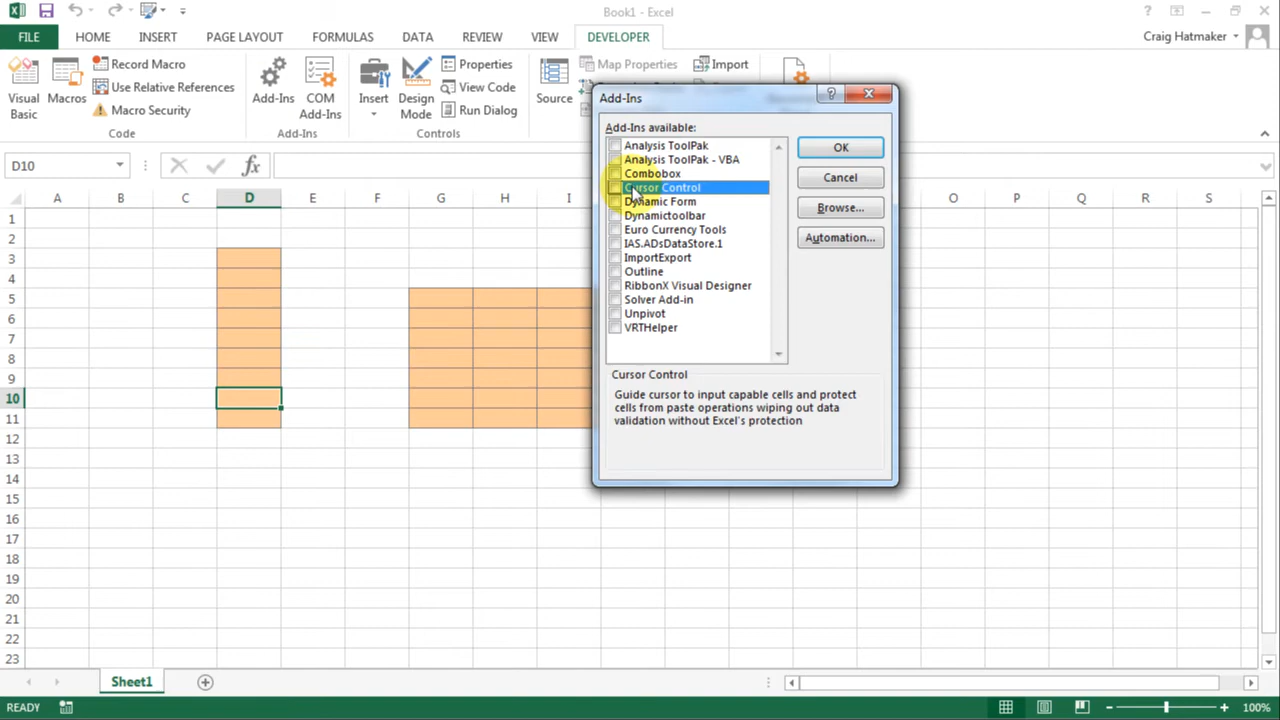 Book1 - Excel
FILE HOME INSERT PAGE LAYOUT FORMULAS DATA REVIEW VIEW DEVELOPER Craig Hatmaker
Visual Basic
Macros
Record Macro
Use Relative References
Macro Security
Code
Add-Ins
COM Add-Ins
Add-Ins
Insert
Design Mode
Properties
View Code
Run Dialog
Controls
Source
Map Properties
Import
D10
fx
A B C D E F G H I O P Q R S
1
2
3
4
5
6
7
8
9
10
11
12
13
14
15
16
17
18
19
20
21
22
23
Add-Ins
Add-Ins available:
Analysis ToolPak
Analysis ToolPak - VBA
Combobox
Cursor Control
Dynamic Form
Dynamictoolbar
Euro Currency Tools
IAS.ADsDataStore.1
ImportExport
Outline
RibbonX Visual Designer
Solver Add-in
Unpivot
VRTHelper
OK
Cancel
Browse...
Automation...
Cursor Control
Guide cursor to input capable cells and protect
cells from paste operations wiping out data
validation without Excel's protection
Sheet1
READY
100%